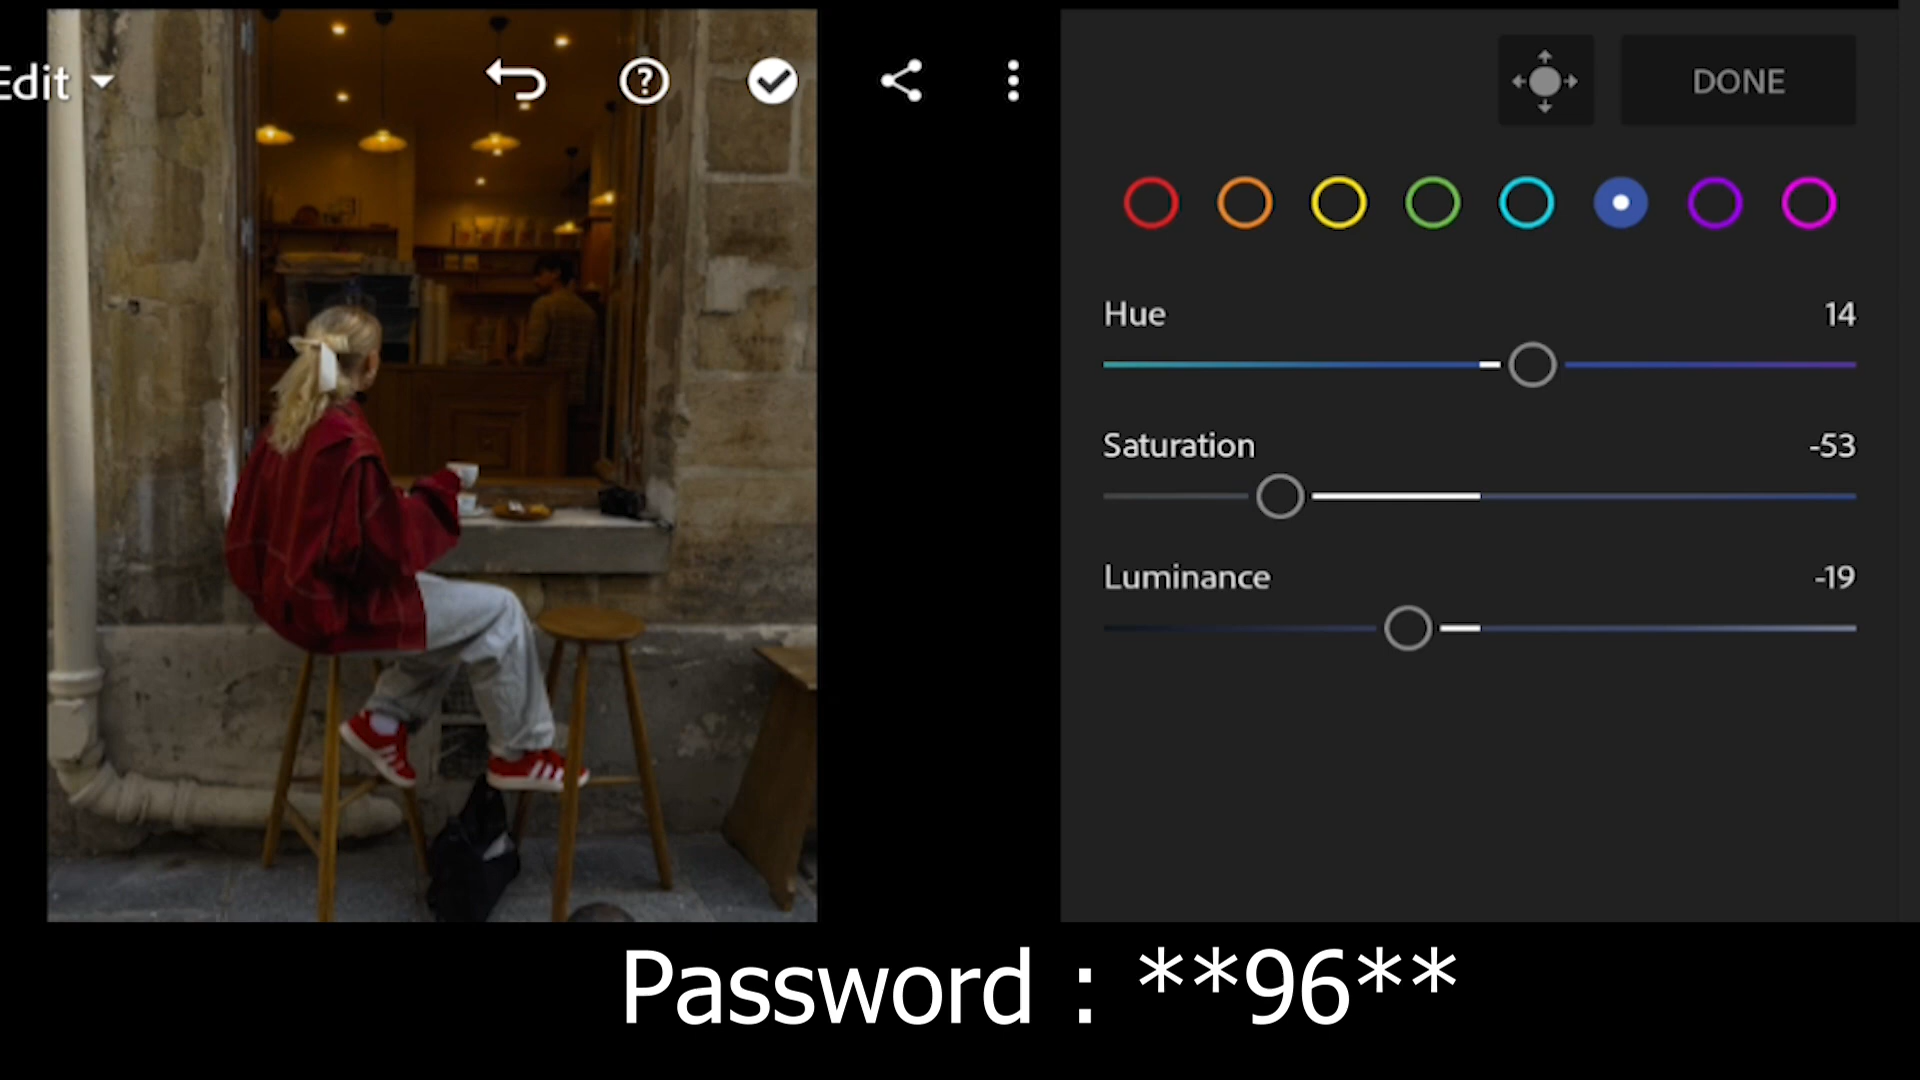 Edit
DONE
Hue 14
Saturation -53
Luminance -19
Password : **96**